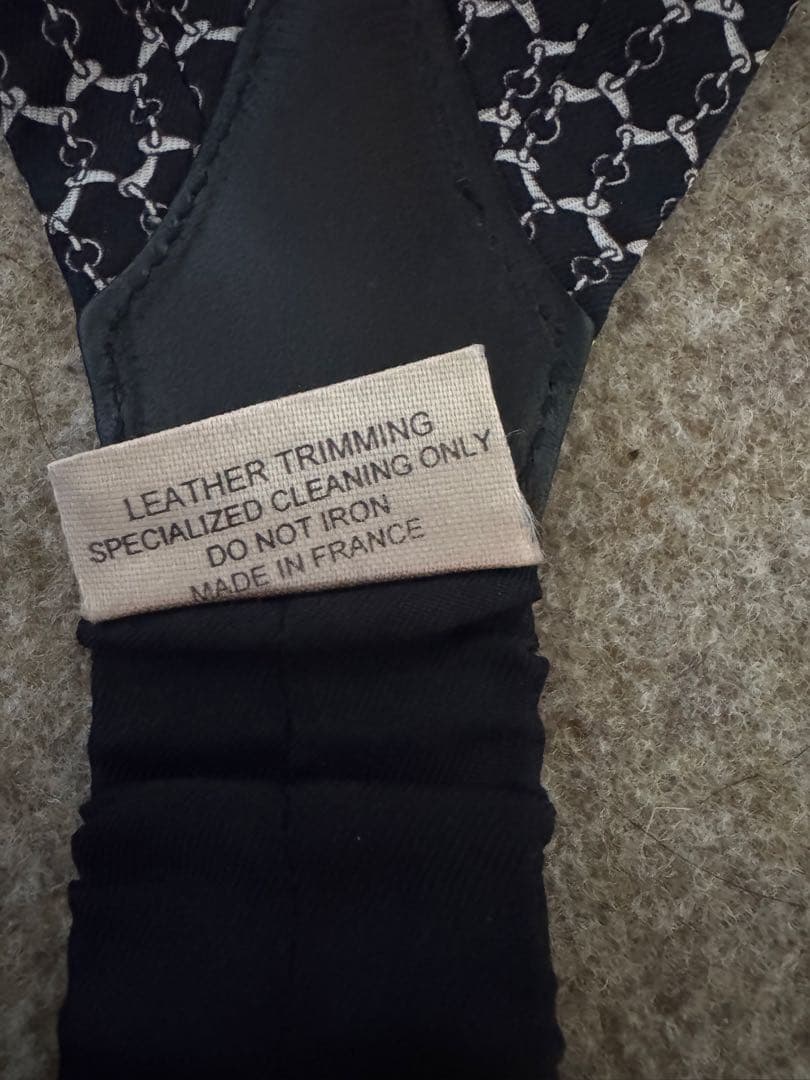 LEATHER TRIMMING
SPECIALIZED CLEANING ONLY
DO NOT IRON
MADE IN FRANCE